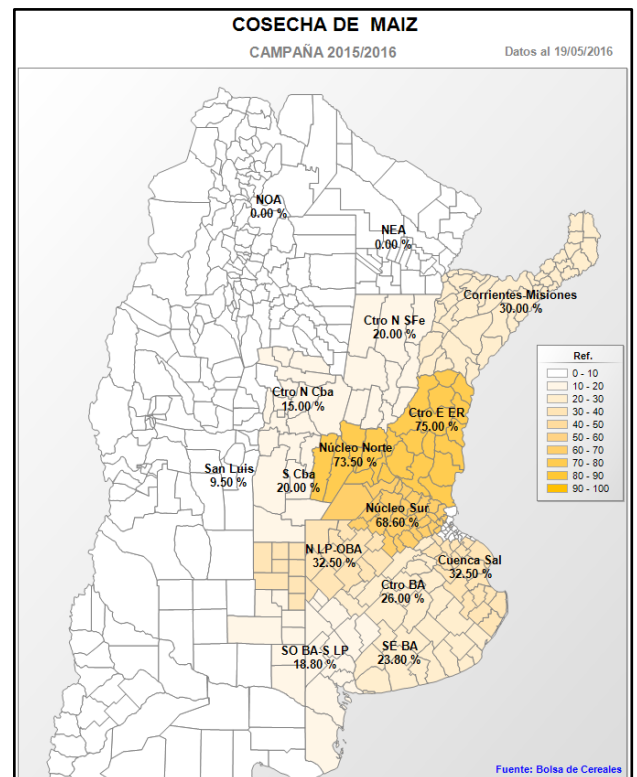 COSECHA DE MAIZ
CAMPAÑA 2015/2016
Datos al 19/05/2016
NOA
0.00 %
NEA
0.00 %
Corrientes-Misiones
30.00 %
Ctro N SFe
20.00 %
Ctro N Cba
15.00 %
Ctro E ER
75.00 %
Núcleo Norte
73.50 %
San Luis
9.50 %
S Cba
20.00 %
Núcleo Sur
68.60 %
N LP-OBA
32.50 %
Cuenca Sal
32.50 %
Ctro BA
26.00 %
SO BA-S LP
18.80 %
SE BA
23.80 %
Ref.
0 - 10
10 - 20
20 - 30
30 - 40
40 - 50
50 - 60
60 - 70
70 - 80
80 - 90
90 - 100
Fuente: Bolsa de Cereales